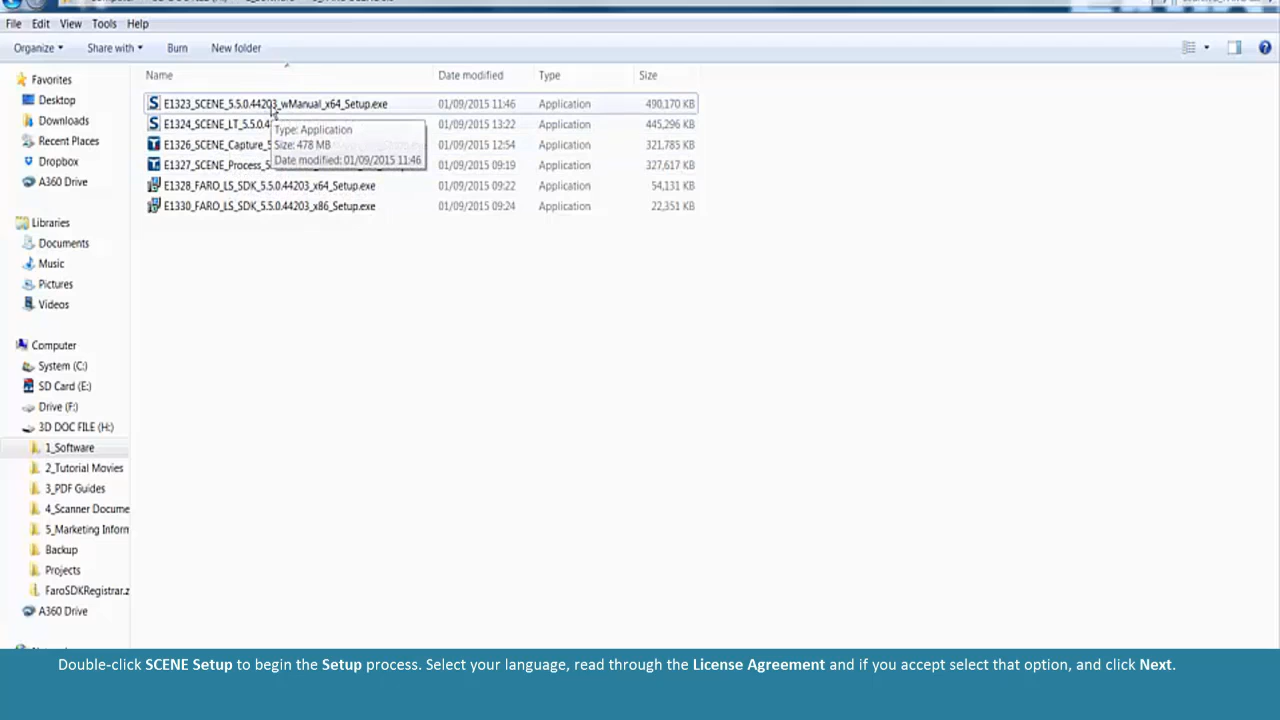 File Edit View Tools Help
Organize Share with Burn New folder
Name Date modified Type Size
Favorites
Desktop
Downloads
Recent Places
Dropbox
A360 Drive
Libraries
Documents
Music
Pictures
Videos
Computer
System (C:)
SD Card (E:)
Drive (F:)
3D DOC FILE (H:)
1_Software
2_Tutorial Movies
3_PDF Guides
4_Scanner Docume
5_Marketing Inforn
Backup
Projects
FaroSDKRegistrar.z
A360 Drive
E1323_SCENE_5.5.0.44203_wManual_x64_Setup.exe 01/09/2015 11:46 Application 490,170 KB
E1324_SCENE_LT_5.5.0.4 01/09/2015 13:22 Application 445,296 KB
E1326_SCENE_Capture_5 01/09/2015 12:54 Application 321,785 KB
E1327_SCENE_Process_5 01/09/2015 09:19 Application 327,617 KB
E1328_FARO_LS_SDK_5.5.0.44203_x64_Setup.exe 01/09/2015 09:22 Application 54,131 KB
E1330_FARO_LS_SDK_5.5.0.44203_x86_Setup.exe 01/09/2015 09:24 Application 22,351 KB
Type: Application
Size: 478 MB
Date modified: 01/09/2015 11:46
Double-click SCENE Setup to begin the Setup process. Select your language, read through the License Agreement and if you accept select that option, and click Next.